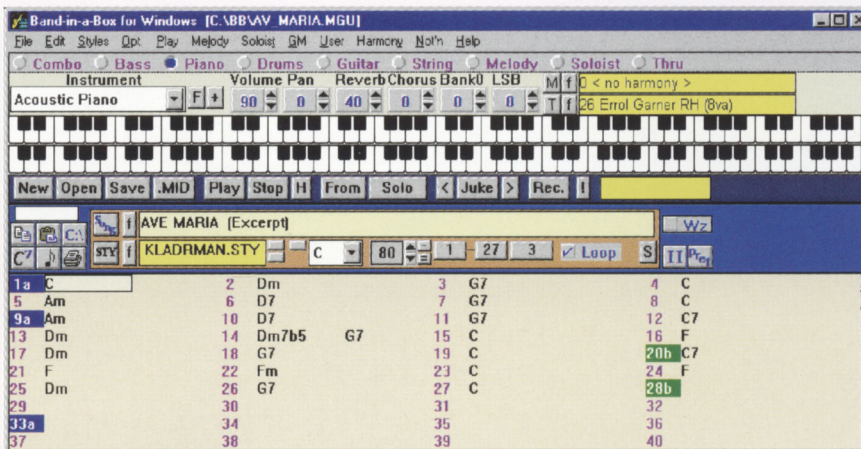 Band-in-a-Box for Windows [C:\BB\AV_MARIA.MGU]
File Edit Styles Opt Play Melody Soloist GM User Harmony Not'n Help
Combo Bass Piano Drums Guitar String Melody Soloist Thru
Instrument Volume Pan Reverb Chorus Bank0 LSB M f 0 < no harmony >
Acoustic Piano F + 90 0 40 0 0 0 T f 26 Errol Garner RH (8va)
New Open Save .MID Play Stop H From Solo < Juke > Rec. !
Song f AVE MARIA (Excerpt) Wz
C:\
C7 STY f KLADRMAN.STY C 80 1 - 27 3 Loop S II Pref
1a C 2 Dm 3 G7 4 C
5 Am 6 D7 7 G7 8 C
9a Am 10 D7 11 G7 12 C7
13 Dm 14 Dm7b5 G7 15 C 16 F
17 Dm 18 G7 19 C 20b C7
21 F 22 Fm 23 C 24 F
25 Dm 26 G7 27 C 28b
29 30 31 32
33a 34 35 36
37 38 39 40